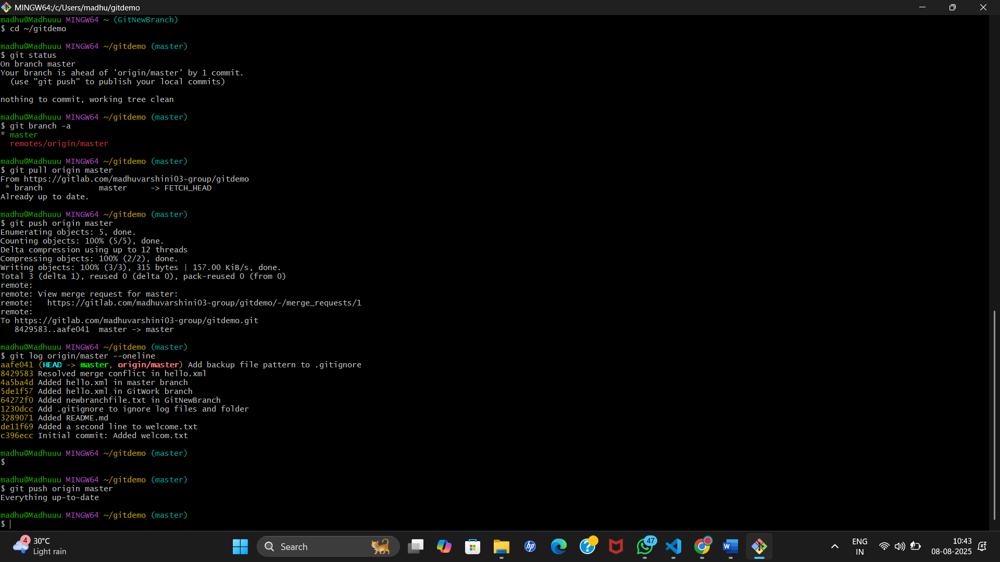 MINGW64:/c/Users/madhu/gitdemo
madhu@Madhuuu MINGW64 ~ (GitNewBranch)
$ cd ~/gitdemo
madhu@Madhuuu MINGW64 ~/gitdemo (master)
$ git status
On branch master
Your branch is ahead of 'origin/master' by 1 commit.
  (use "git push" to publish your local commits)
nothing to commit, working tree clean
madhu@Madhuuu MINGW64 ~/gitdemo (master)
$ git branch -a
* master
  remotes/origin/master
madhu@Madhuuu MINGW64 ~/gitdemo (master)
$ git pull origin master
From https://gitlab.com/madhuvarshini03-group/gitdemo
 * branch            master     -> FETCH_HEAD
Already up to date.
madhu@Madhuuu MINGW64 ~/gitdemo (master)
$ git push origin master
Enumerating objects: 5, done.
Counting objects: 100% (5/5), done.
Delta compression using up to 12 threads
Compressing objects: 100% (2/2), done.
Writing objects: 100% (3/3), 315 bytes | 157.00 KiB/s, done.
Total 3 (delta 1), reused 0 (delta 0), pack-reused 0 (from 0)
remote:
remote: View merge request for master:
remote:   https://gitlab.com/madhuvarshini03-group/gitdemo/-/merge_requests/1
remote:
To https://gitlab.com/madhuvarshini03-group/gitdemo.git
   8429583..aafe041  master -> master
madhu@Madhuuu MINGW64 ~/gitdemo (master)
$ git log origin/master --oneline
aafe041 (HEAD -> master, origin/master) Add backup file pattern to .gitignore
8429583 Resolved merge conflict in hello.xml
4a5ba4d Added hello.xml in master branch
5de1f57 Added hello.xml in GitWork branch
64272f0 Added newbranchfile.txt in GitNewBranch
1230dcc Add .gitignore to ignore log files and folder
3289071 Added README.md
de11f69 Added a second line to welcome.txt
c396ecc Initial commit: Added welcom.txt
madhu@Madhuuu MINGW64 ~/gitdemo (master)
$
madhu@Madhuuu MINGW64 ~/gitdemo (master)
$ git push origin master
Everything up-to-date
madhu@Madhuuu MINGW64 ~/gitdemo (master)
$
4
30°C
Light rain
Search
hp
47
W
ENG
IN
10:43
08-08-2025